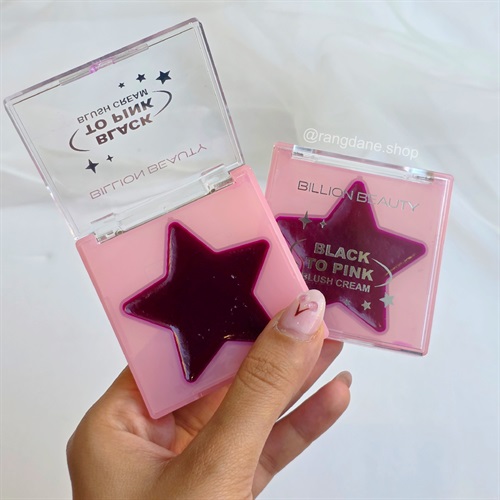 BLUSH CREAM
TO PINK
BLACK
BILLION BEAUTY
@rangdane.shop
BILLION BEAUTY
BLACK
TO PINK
BLUSH CREAM